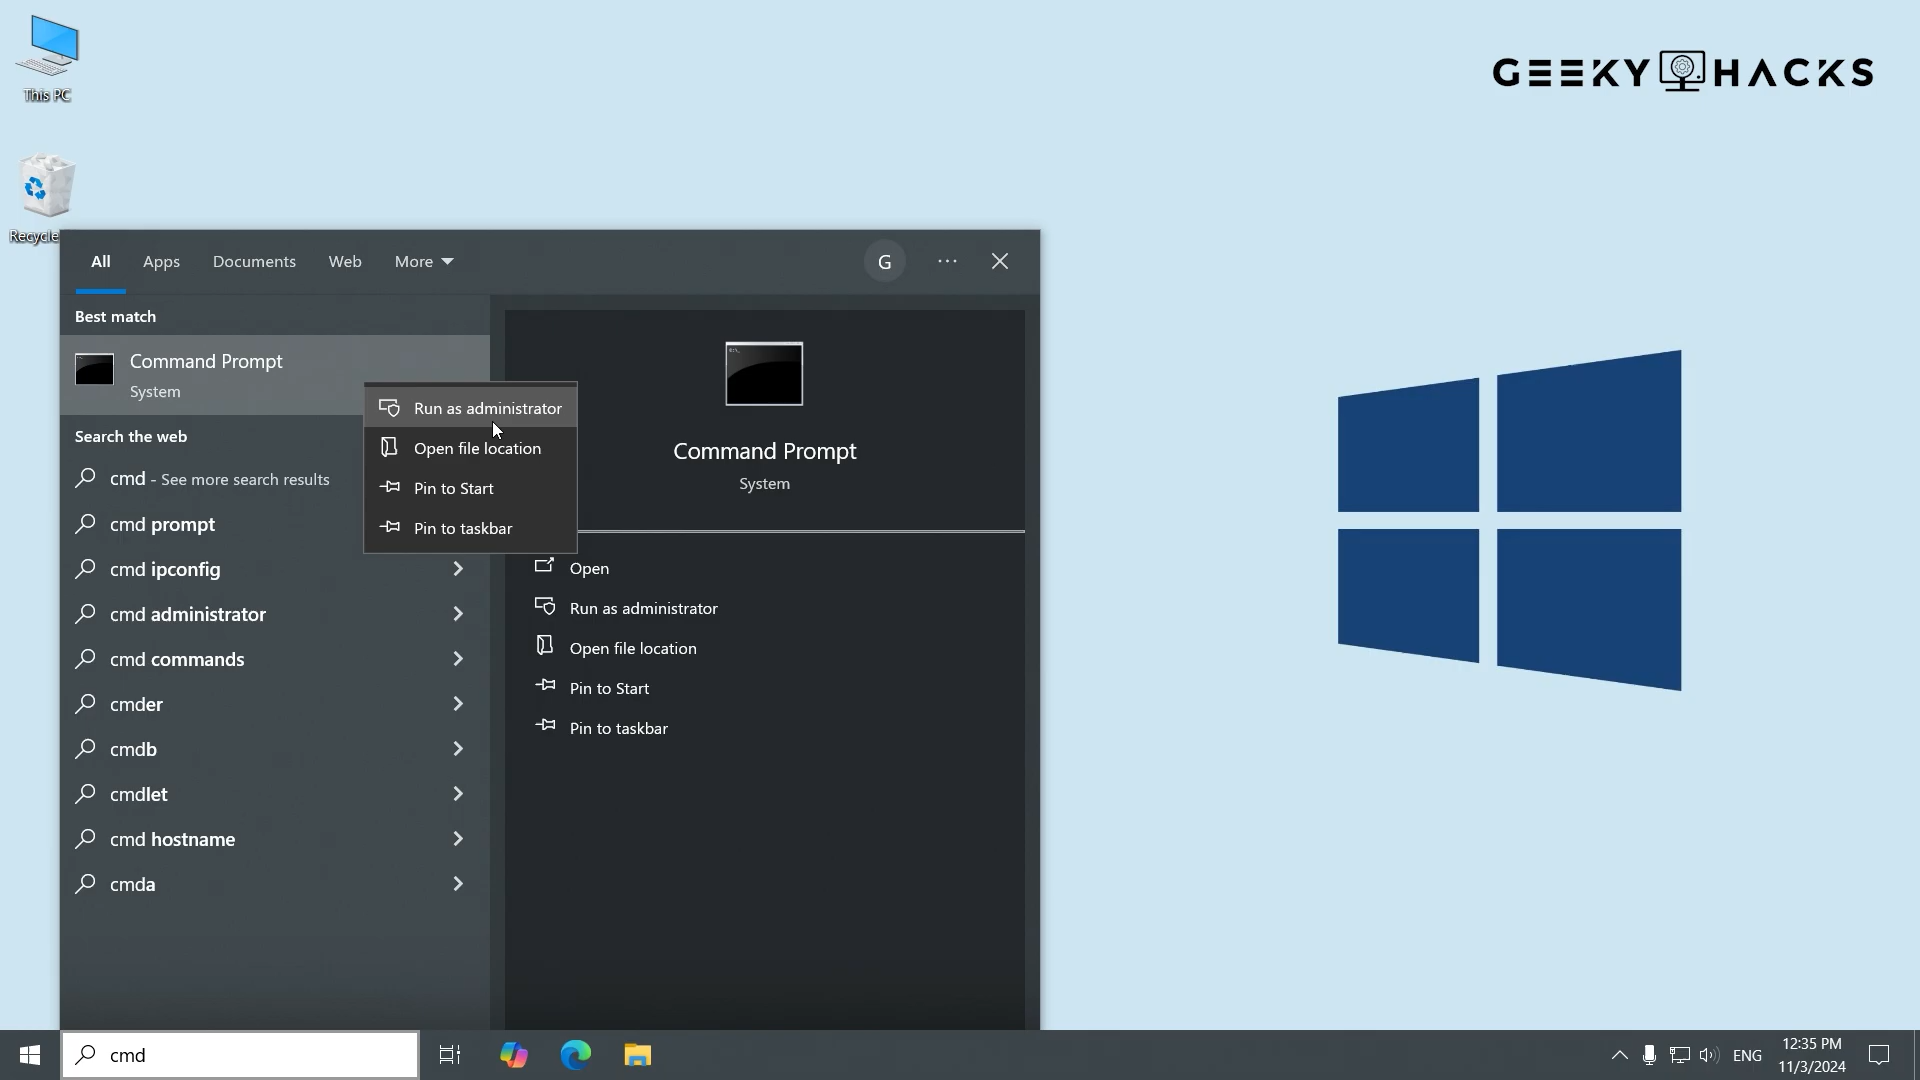 This PC
GEEKY HACKS
Recycle
All
Apps
Documents
Web
More
G
Best match
Command Prompt
System
Run as administrator
Open file location
Pin to Start
Pin to taskbar
Search the web
cmd - See more search results
cmd prompt
cmd ipconfig
cmd administrator
cmd commands
cmder
cmdb
cmdlet
cmd hostname
cmda
Command Prompt
System
Open
Run as administrator
Open file location
Pin to Start
Pin to taskbar
cmd
ENG
12:35 PM
11/3/2024